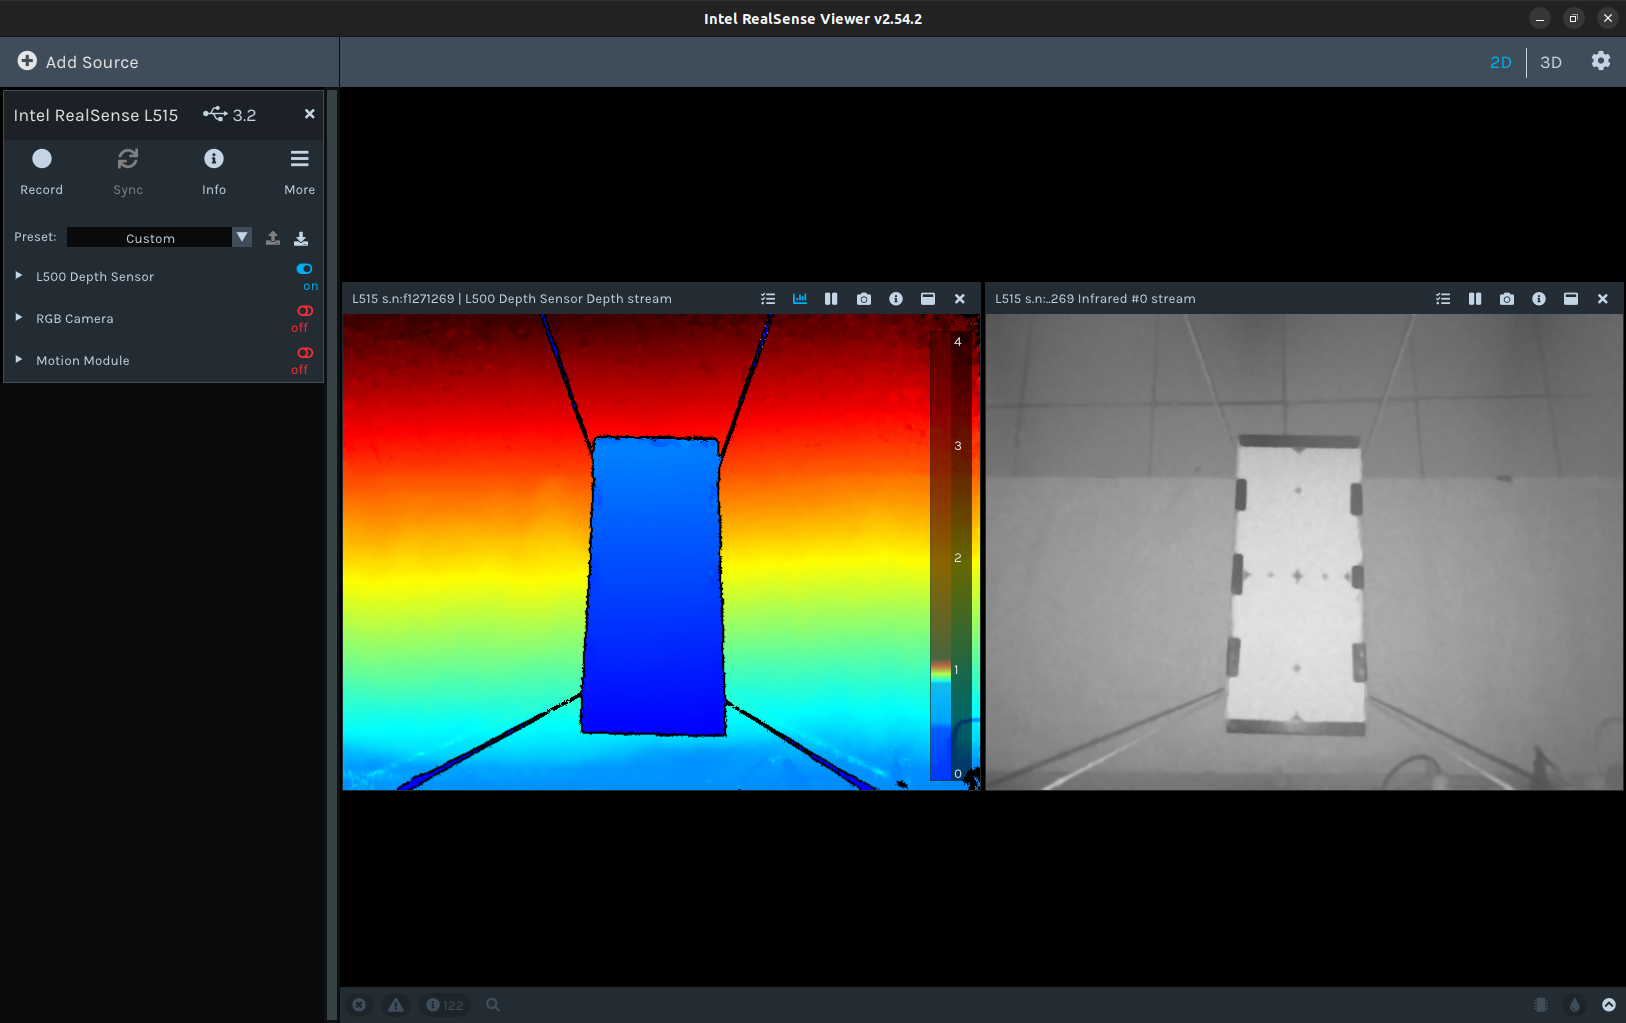 Intel RealSense Viewer v2.54.2
Add Source
2D
3D
Intel RealSense L515
3.2
Record
Sync
Info
More
Preset:
Custom
L500 Depth Sensor
on
RGB Camera
off
Motion Module
off
L515 s.n:f1271269 | L500 Depth Sensor Depth stream
4
3
2
1
0
L515 s.n:..269 Infrared #0 stream
122